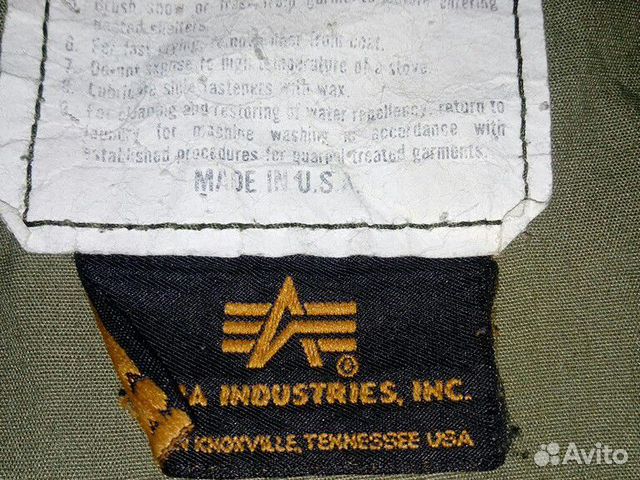 5. Brush snow or frost from garment before entering
heated shelters.
6. For fast drying remove liner from coat.
7. Do not expose to high temperature of a stove.
8. Lubricate slide fasteners with wax.
9. For cleaning and restoring of water repellency, return to
laundry for machine washing in accordance with
established procedures for quarpel treated garments.
MADE IN U.S.A.
A INDUSTRIES, INC.
IN KNOXVILLE, TENNESSEE USA
Avito